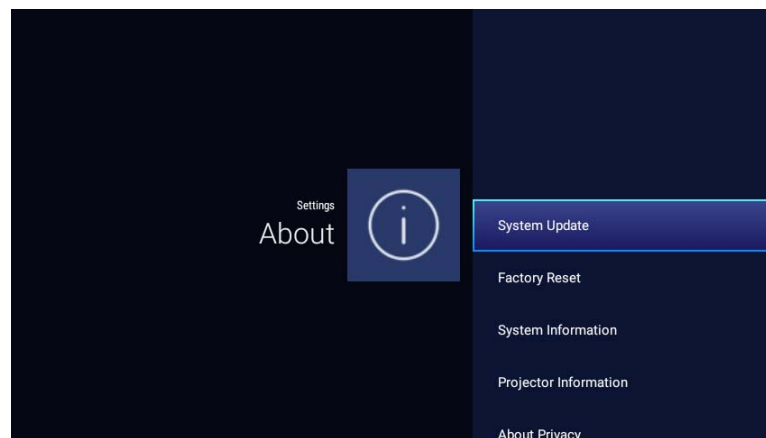 Settings
About
System Update
Factory Reset
System Information
Projector Information
About Privacy